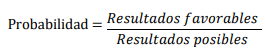 Probabilidad = Resultados favorables / Resultados posibles